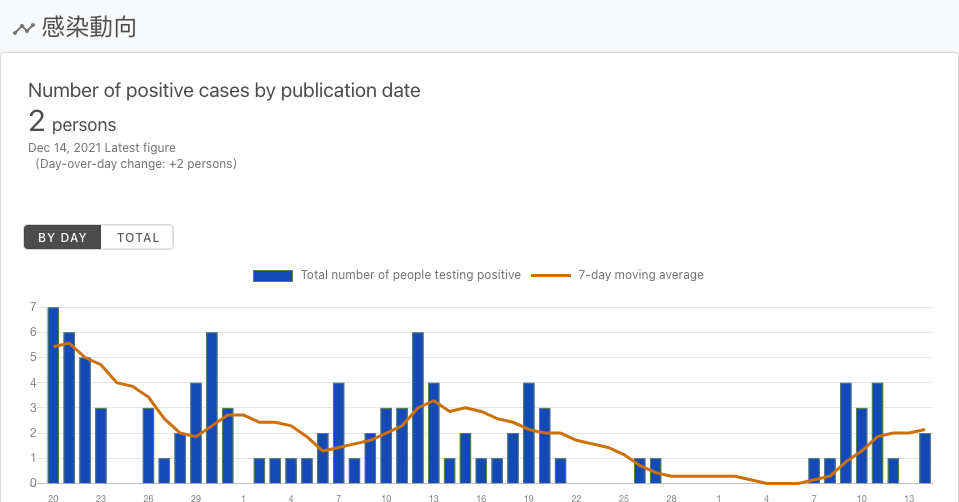 感染動向
Number of positive cases by publication date
2 persons
Dec 14, 2021 Latest figure
(Day-over-day change: +2 persons)
BY DAY TOTAL
Total number of people testing positive 7-day moving average
7
6
5
4
3
2
1
0
20 23 26 29 1 4 7 10 13 16 19 22 25 28 1 4 7 10 13